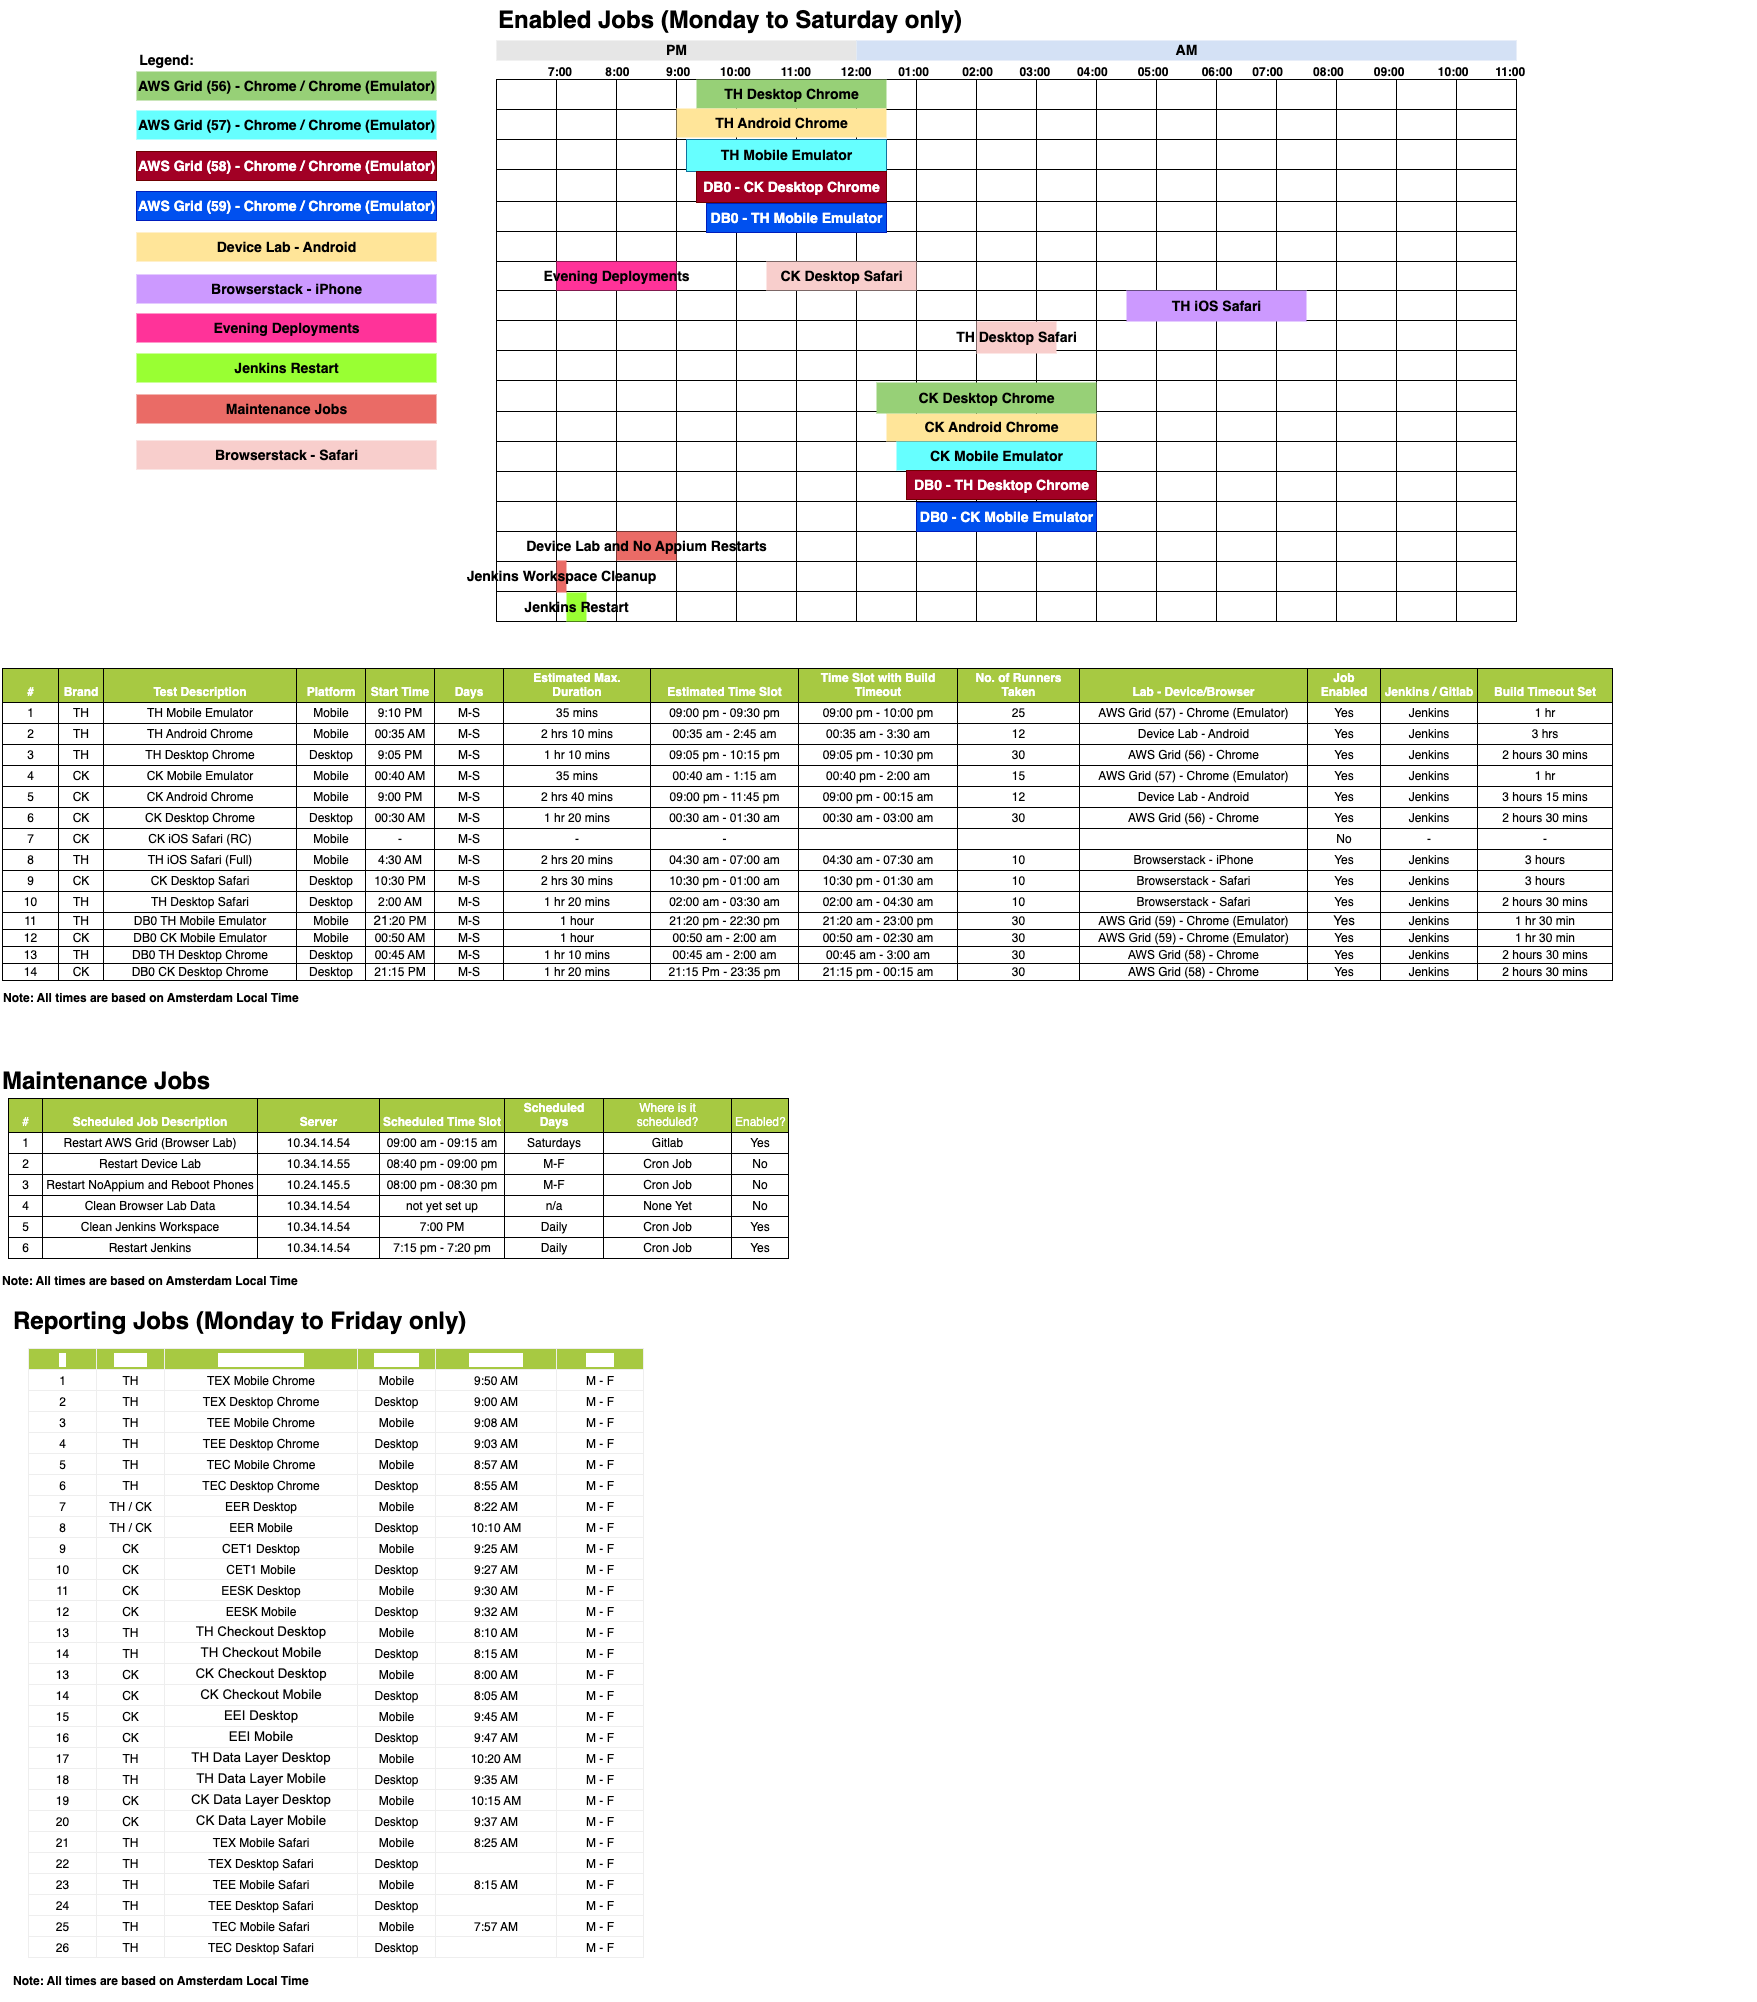 Enabled Jobs (Monday to Saturday only)
PM AM
Legend:
7:00 8:00 9:00 10:00 11:00 12:00 01:00 02:00 03:00 04:00 05:00 06:00 07:00 08:00 09:00 10:00 11:00
AWS Grid (56) - Chrome / Chrome (Emulator)
AWS Grid (57) - Chrome / Chrome (Emulator)
AWS Grid (58) - Chrome / Chrome (Emulator)
AWS Grid (59) - Chrome / Chrome (Emulator)
Device Lab - Android
Browserstack - iPhone
Evening Deployments
Jenkins Restart
Maintenance Jobs
Browserstack - Safari
TH Desktop Chrome
TH Android Chrome
TH Mobile Emulator
DB0 - CK Desktop Chrome
DB0 - TH Mobile Emulator
Evening Deployments CK Desktop Safari
TH iOS Safari
TH Desktop Safari
CK Desktop Chrome
CK Android Chrome
CK Mobile Emulator
DB0 - TH Desktop Chrome
DB0 - CK Mobile Emulator
Device Lab and No Appium Restarts
Jenkins Workspace Cleanup
Jenkins Restart
# Brand Test Description Platform Start Time Days Estimated Max. Duration Estimated Time Slot Time Slot with Build Timeout No. of Runners Taken Lab - Device/Browser Job Enabled Jenkins / Gitlab Build Timeout Set
1 TH TH Mobile Emulator Mobile 9:10 PM M-S 35 mins 09:00 pm - 09:30 pm 09:00 pm - 10:00 pm 25 AWS Grid (57) - Chrome (Emulator) Yes Jenkins 1 hr
2 TH TH Android Chrome Mobile 00:35 AM M-S 2 hrs 10 mins 00:35 am - 2:45 am 00:35 am - 3:30 am 12 Device Lab - Android Yes Jenkins 3 hrs
3 TH TH Desktop Chrome Desktop 9:05 PM M-S 1 hr 10 mins 09:05 pm - 10:15 pm 09:05 pm - 10:30 pm 30 AWS Grid (56) - Chrome Yes Jenkins 2 hours 30 mins
4 CK CK Mobile Emulator Mobile 00:40 AM M-S 35 mins 00:40 am - 1:15 am 00:40 pm - 2:00 am 15 AWS Grid (57) - Chrome (Emulator) Yes Jenkins 1 hr
5 CK CK Android Chrome Mobile 9:00 PM M-S 2 hrs 40 mins 09:00 pm - 11:45 pm 09:00 pm - 00:15 am 12 Device Lab - Android Yes Jenkins 3 hours 15 mins
6 CK CK Desktop Chrome Desktop 00:30 AM M-S 1 hr 20 mins 00:30 am - 01:30 am 00:30 am - 03:00 am 30 AWS Grid (56) - Chrome Yes Jenkins 2 hours 30 mins
7 CK CK iOS Safari (RC) Mobile - M-S - - No - -
8 TH TH iOS Safari (Full) Mobile 4:30 AM M-S 2 hrs 20 mins 04:30 am - 07:00 am 04:30 am - 07:30 am 10 Browserstack - iPhone Yes Jenkins 3 hours
9 CK CK Desktop Safari Desktop 10:30 PM M-S 2 hrs 30 mins 10:30 pm - 01:00 am 10:30 pm - 01:30 am 10 Browserstack - Safari Yes Jenkins 3 hours
10 TH TH Desktop Safari Desktop 2:00 AM M-S 1 hr 20 mins 02:00 am - 03:30 am 02:00 am - 04:30 am 10 Browserstack - Safari Yes Jenkins 2 hours 30 mins
11 TH DB0 TH Mobile Emulator Mobile 21:20 PM M-S 1 hour 21:20 pm - 22:30 pm 21:20 am - 23:00 pm 30 AWS Grid (59) - Chrome (Emulator) Yes Jenkins 1 hr 30 min
12 CK DB0 CK Mobile Emulator Mobile 00:50 AM M-S 1 hour 00:50 am - 2:00 am 00:50 am - 02:30 am 30 AWS Grid (59) - Chrome (Emulator) Yes Jenkins 1 hr 30 min
13 TH DB0 TH Desktop Chrome Desktop 00:45 AM M-S 1 hr 10 mins 00:45 am - 2:00 am 00:45 am - 3:00 am 30 AWS Grid (58) - Chrome Yes Jenkins 2 hours 30 mins
14 CK DB0 CK Desktop Chrome Desktop 21:15 PM M-S 1 hr 20 mins 21:15 Pm - 23:35 pm 21:15 pm - 00:15 am 30 AWS Grid (58) - Chrome Yes Jenkins 2 hours 30 mins
Note: All times are based on Amsterdam Local Time
Maintenance Jobs
# Scheduled Job Description Server Scheduled Time Slot Scheduled Days Where is it scheduled? Enabled?
1 Restart AWS Grid (Browser Lab) 10.34.14.54 09:00 am - 09:15 am Saturdays Gitlab Yes
2 Restart Device Lab 10.34.14.55 08:40 pm - 09:00 pm M-F Cron Job No
3 Restart NoAppium and Reboot Phones 10.24.145.5 08:00 pm - 08:30 pm M-F Cron Job No
4 Clean Browser Lab Data 10.34.14.54 not yet set up n/a None Yet No
5 Clean Jenkins Workspace 10.34.14.54 7:00 PM Daily Cron Job Yes
6 Restart Jenkins 10.34.14.54 7:15 pm - 7:20 pm Daily Cron Job Yes
Note: All times are based on Amsterdam Local Time
Reporting Jobs (Monday to Friday only)
1 TH TEX Mobile Chrome Mobile 9:50 AM M - F
2 TH TEX Desktop Chrome Desktop 9:00 AM M - F
3 TH TEE Mobile Chrome Mobile 9:08 AM M - F
4 TH TEE Desktop Chrome Desktop 9:03 AM M - F
5 TH TEC Mobile Chrome Mobile 8:57 AM M - F
6 TH TEC Desktop Chrome Desktop 8:55 AM M - F
7 TH / CK EER Desktop Mobile 8:22 AM M - F
8 TH / CK EER Mobile Desktop 10:10 AM M - F
9 CK CET1 Desktop Mobile 9:25 AM M - F
10 CK CET1 Mobile Desktop 9:27 AM M - F
11 CK EESK Desktop Mobile 9:30 AM M - F
12 CK EESK Mobile Desktop 9:32 AM M - F
13 TH TH Checkout Desktop Mobile 8:10 AM M - F
14 TH TH Checkout Mobile Desktop 8:15 AM M - F
13 CK CK Checkout Desktop Mobile 8:00 AM M - F
14 CK CK Checkout Mobile Desktop 8:05 AM M - F
15 CK EEI Desktop Mobile 9:45 AM M - F
16 CK EEI Mobile Desktop 9:47 AM M - F
17 TH TH Data Layer Desktop Mobile 10:20 AM M - F
18 TH TH Data Layer Mobile Desktop 9:35 AM M - F
19 CK CK Data Layer Desktop Mobile 10:15 AM M - F
20 CK CK Data Layer Mobile Desktop 9:37 AM M - F
21 TH TEX Mobile Safari Mobile 8:25 AM M - F
22 TH TEX Desktop Safari Desktop M - F
23 TH TEE Mobile Safari Mobile 8:15 AM M - F
24 TH TEE Desktop Safari Desktop M - F
25 TH TEC Mobile Safari Mobile 7:57 AM M - F
26 TH TEC Desktop Safari Desktop M - F
Note: All times are based on Amsterdam Local Time